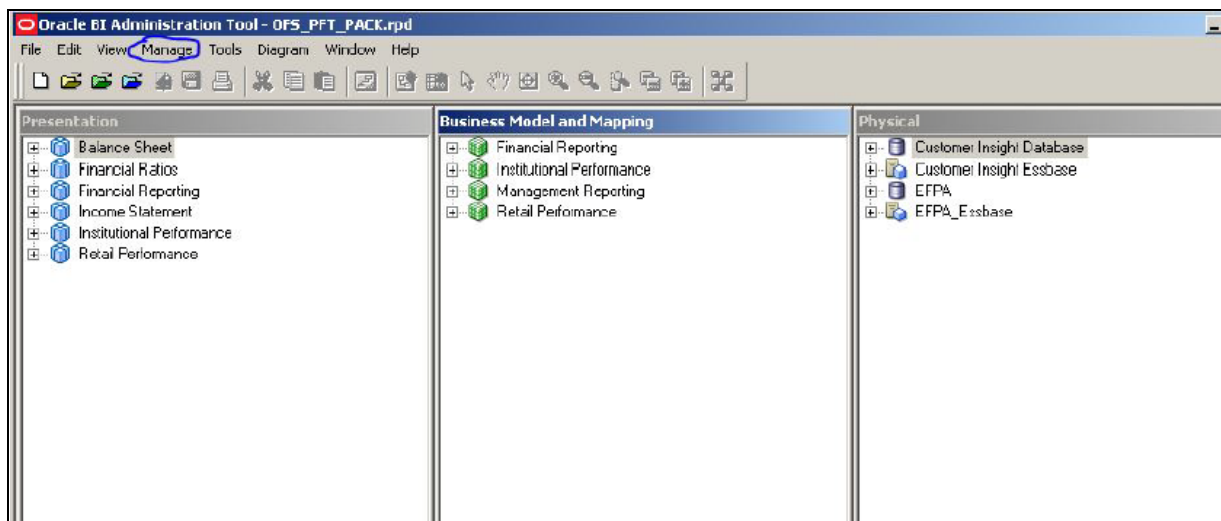 Oracle BI Administration Tool - OFS_PFT_PACK.rpd
File Edit View Manage Tools Diagram Window Help
Presentation
Balance Sheet
Financial Ratios
Financial Reporting
Income Statement
Institutional Performance
Retail Performance
Business Model and Mapping
Financial Reporting
Institutional Performance
Management Reporting
Retail Performance
Physical
Customer Insight Database
Customer Insight Essbase
EFPA
EFPA_Essbase